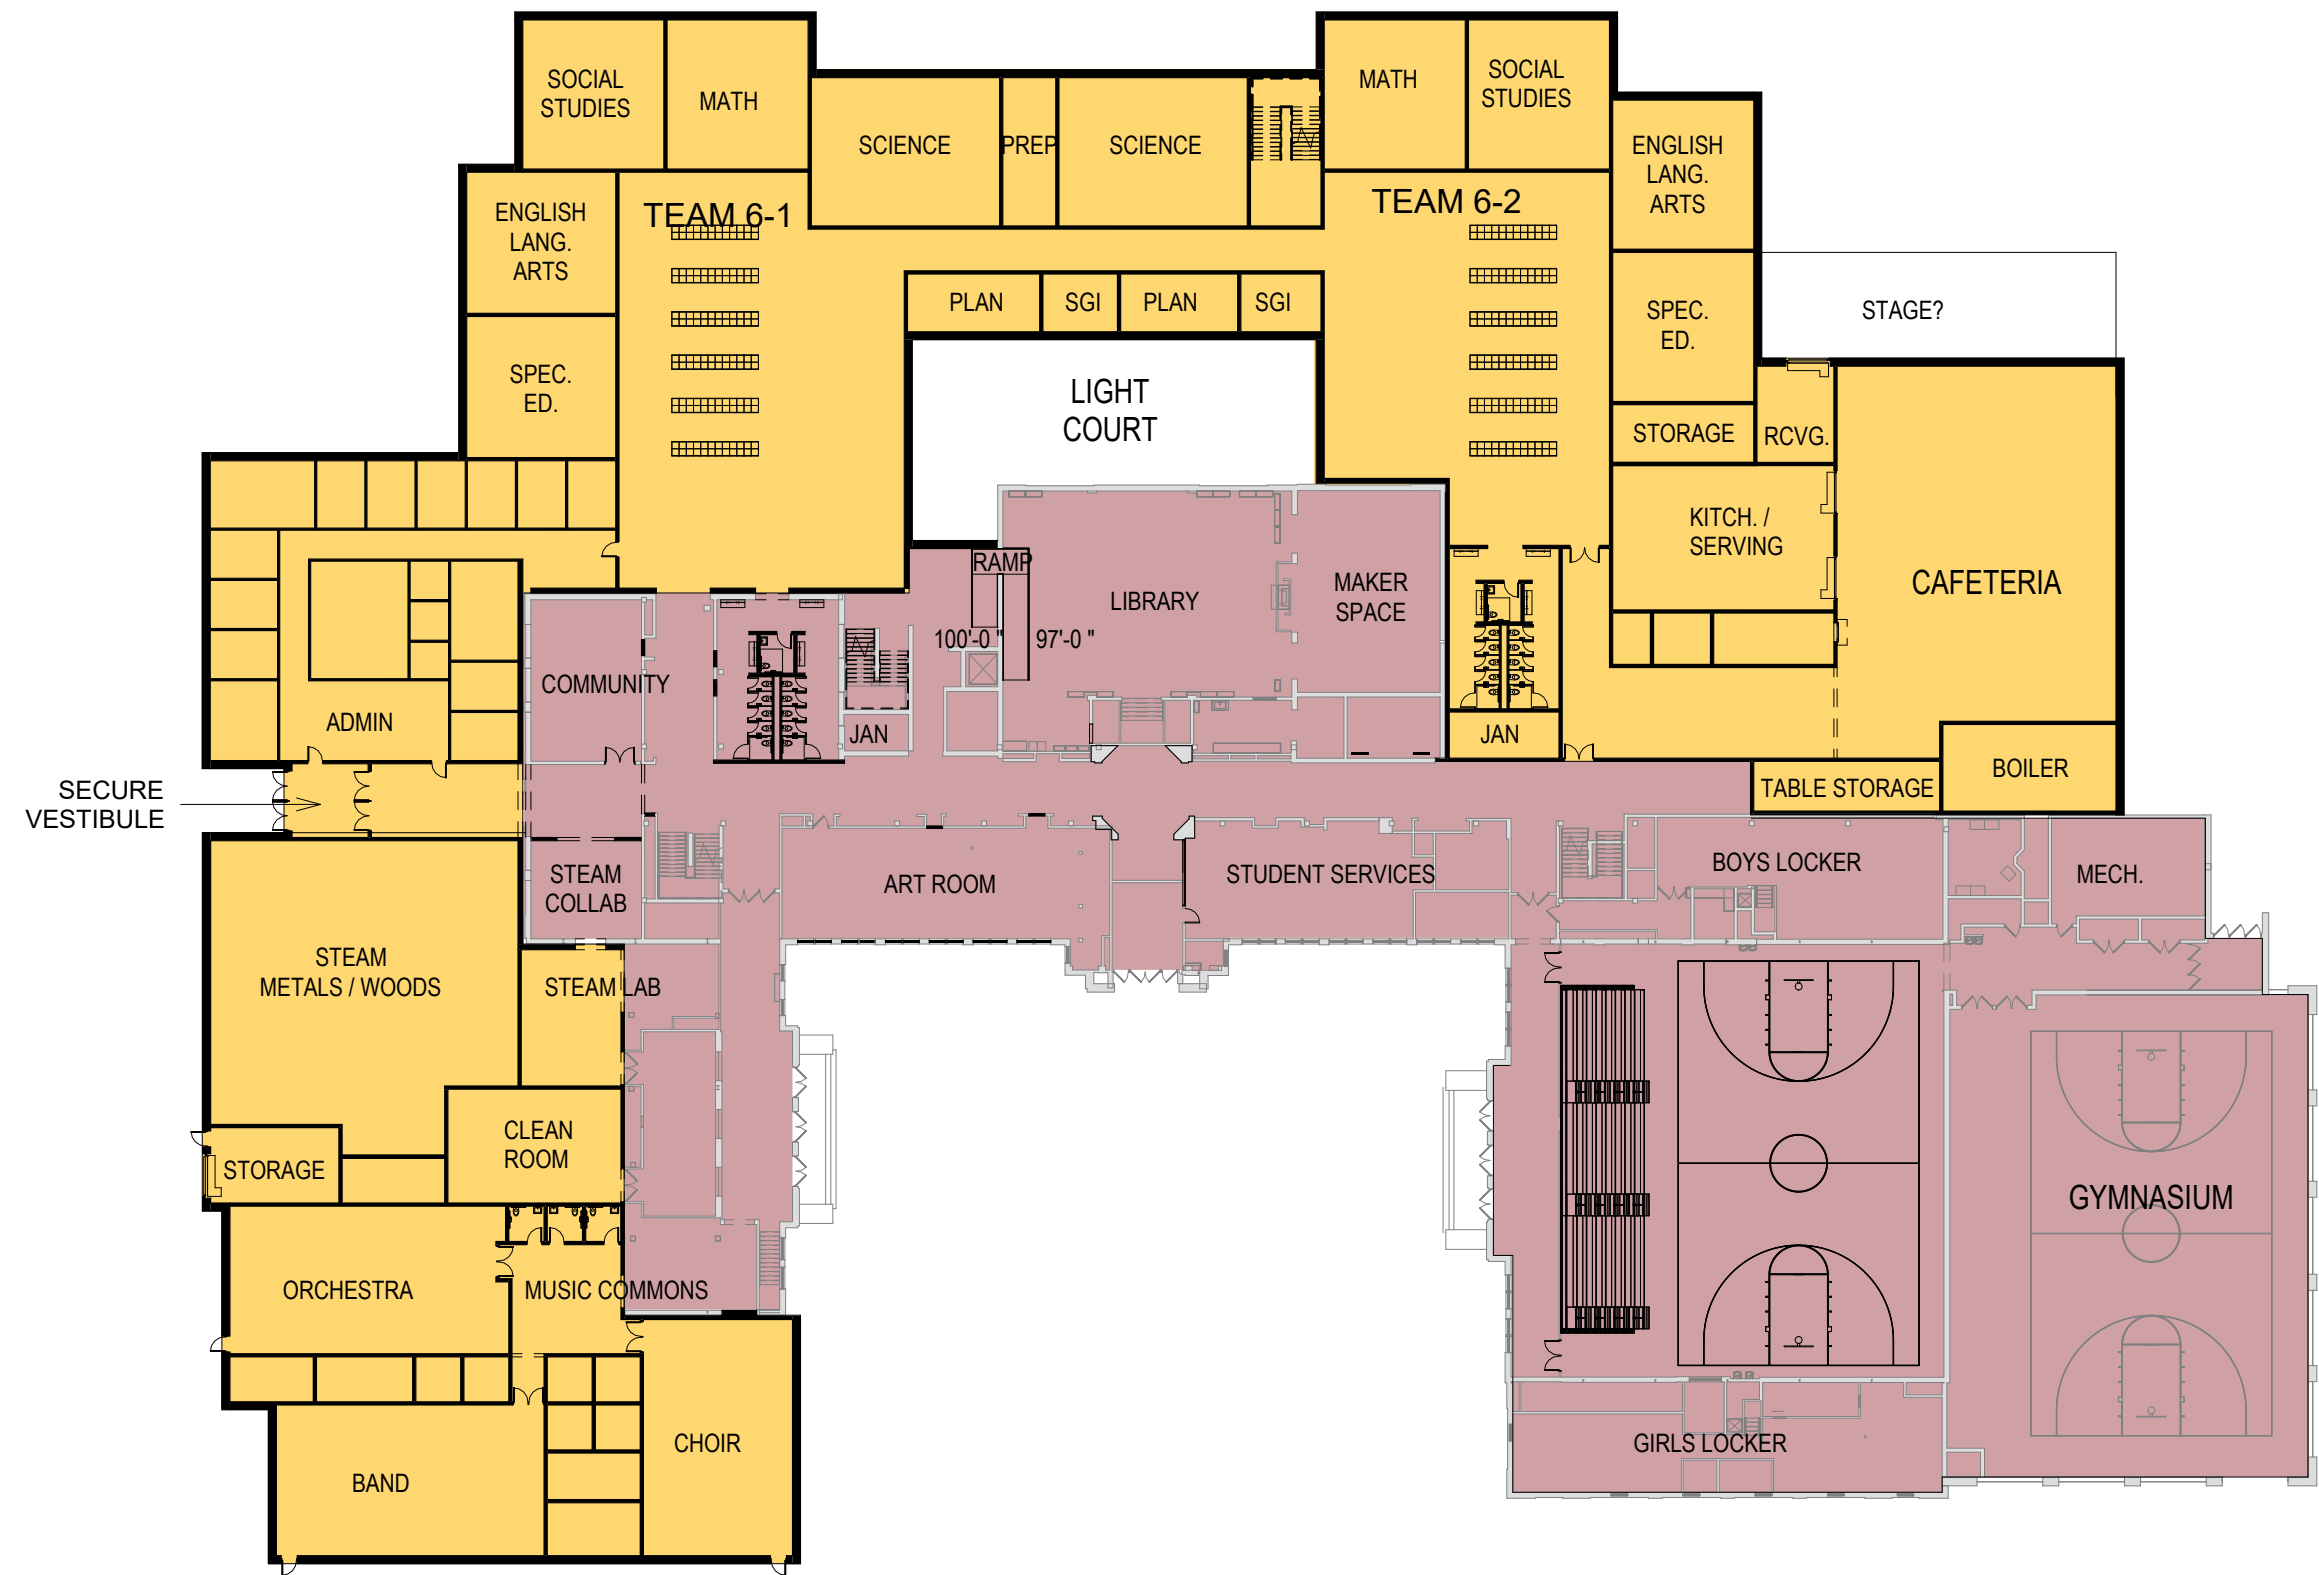 SOCIAL
STUDIES
MATH
SCIENCE
PREP
SCIENCE
MATH
SOCIAL
STUDIES
ENGLISH
LANG.
ARTS
ENGLISH
LANG.
ARTS
TEAM 6-1
TEAM 6-2
PLAN
SGI
PLAN
SGI
SPEC.
ED.
STAGE?
SPEC.
ED.
LIGHT
COURT
STORAGE
RCVG.
KITCH. /
SERVING
CAFETERIA
RAMP
LIBRARY
MAKER
SPACE
100'-0 "
97'-0 "
COMMUNITY
ADMIN
JAN
JAN
BOILER
TABLE STORAGE
SECURE
VESTIBULE
STEAM
COLLAB
ART ROOM
STUDENT SERVICES
BOYS LOCKER
MECH.
STEAM
METALS / WOODS
STEAM LAB
CLEAN
ROOM
STORAGE
GYMNASIUM
ORCHESTRA
MUSIC COMMONS
CHOIR
GIRLS LOCKER
BAND